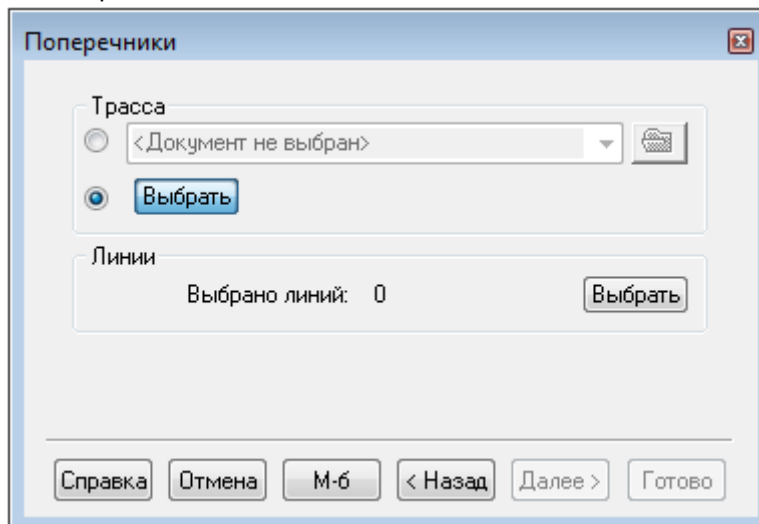 Поперечники
Трасса
<Документ не выбран>
Выбрать
Линии
Выбрано линий: 0 Выбрать
Справка Отмена М-б < Назад Далее > Готово